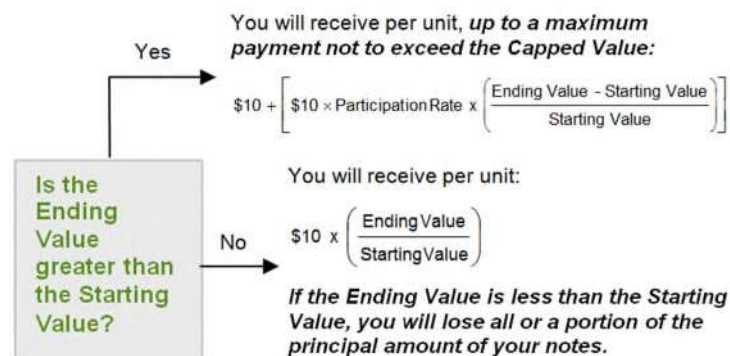 You will receive per unit, up to a maximum
payment not to exceed the Capped Value:
Yes
$10 + [ $10 × Participation Rate x ( Ending Value - Starting Value
Starting Value ) ]
Is the
Ending
Value
greater than
the Starting
Value?
You will receive per unit:
No
$10 x ( Ending Value
Starting Value )
If the Ending Value is less than the Starting
Value, you will lose all or a portion of the
principal amount of your notes.